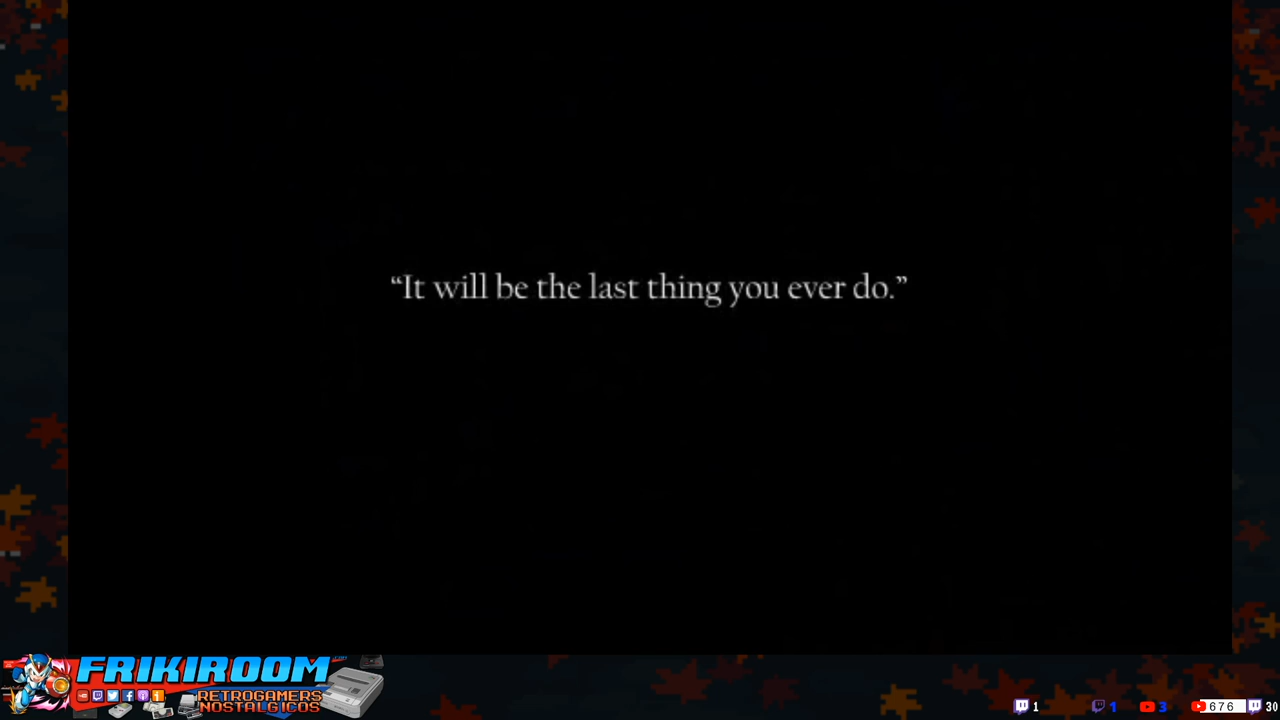 “It will be the last thing you ever do.”
FRIKIROOM
RETROGAMERS
NOSTALGICOS
1
1
3
676
30